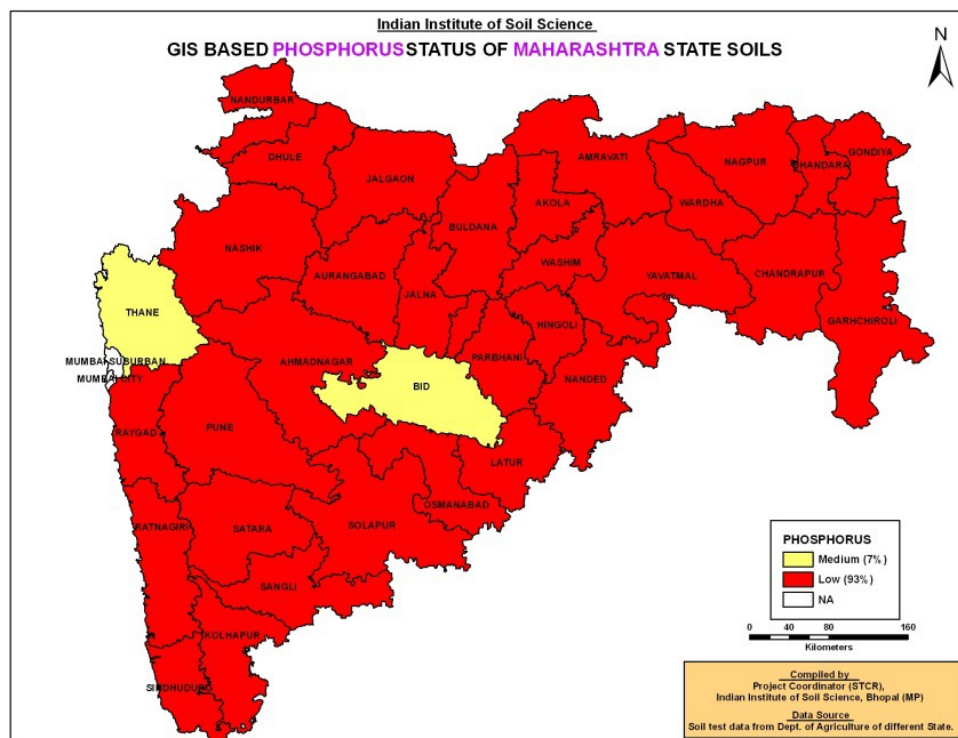 Indian Institute of Soil Science
GIS BASED PHOSPHORUS STATUS OF MAHARASHTRA STATE SOILS
N
NANDURBAR
DHULE
JALGAON
AMRAVATI
NAGPUR
BHANDARA
GONDIYA
AKOLA
WARDHA
BULDANA
NASHIK
WASHIM
AURANGABAD
YAVATMAL
CHANDRAPUR
JALNA
THANE
HINGOLI
GARHCHIROLI
MUMBAI SUBURBAN
AHMADNAGAR
PARBHANI
MUMBAI CITY
BID
NANDED
RAYGAD
PUNE
LATUR
OSMANABAD
RATNAGIRI
SATARA
SOLAPUR
SANGLI
KOLHAPUR
SINDHUDURG
PHOSPHORUS
Medium (7%)
Low (93%)
NA
0 40 80 160
Kilometers
Compiled by
Project Coordinator (STCR),
Indian Institute of Soil Science, Bhopal (MP)
Data Source
Soil test data from Dept. of Agriculture of different State.